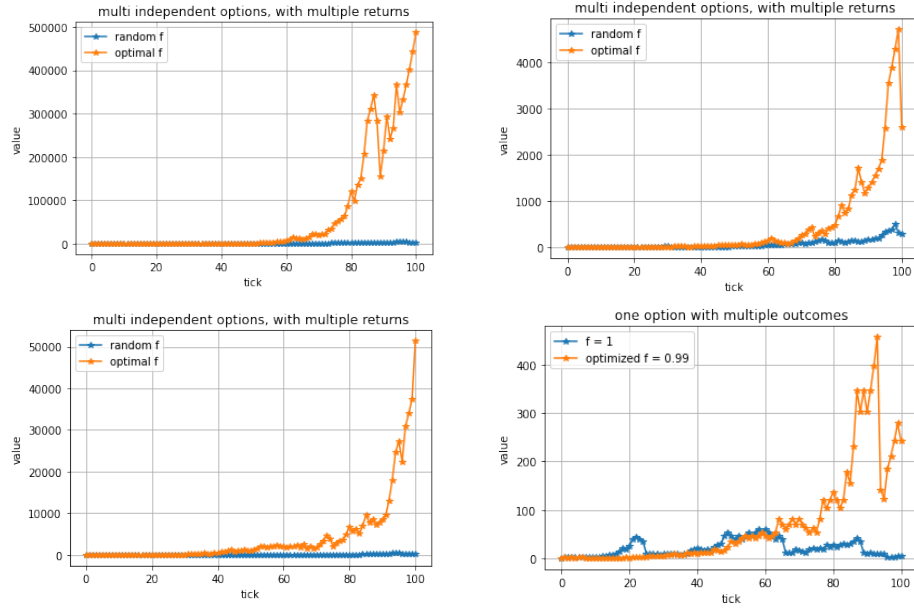 multi independent options, with multiple returns
500000
400000
300000
200000
100000
0
value
random f
optimal f
0 20 40 60 80 100
tick
multi independent options, with multiple returns
4000
3000
2000
1000
0
value
random f
optimal f
0 20 40 60 80 100
tick
multi independent options, with multiple returns
50000
40000
30000
20000
10000
0
value
random f
optimal f
0 20 40 60 80 100
tick
one option with multiple outcomes
400
300
200
100
0
value
f = 1
optimized f = 0.99
0 20 40 60 80 100
tick